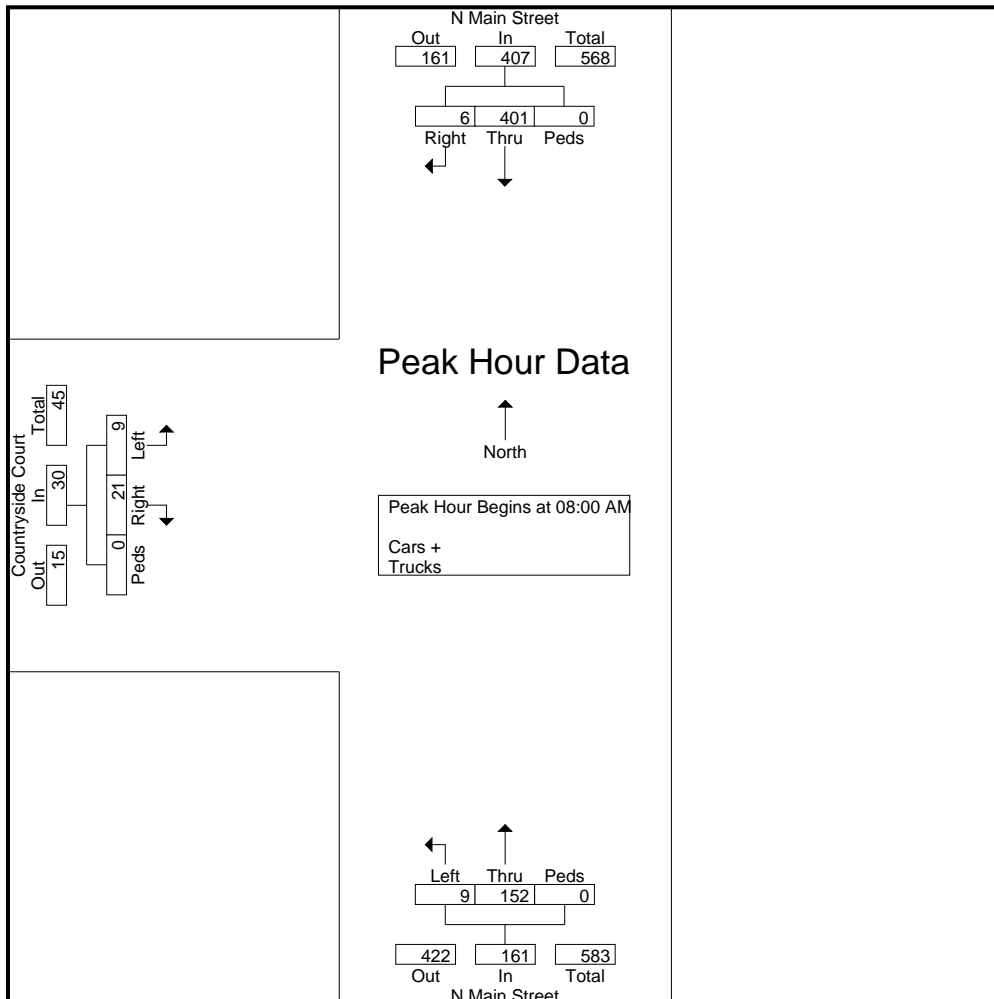 N Main Street
Out In Total
161 407 568
6 401 0
Right Thru Peds
Peak Hour Data
North
Peak Hour Begins at 08:00 AM
Cars +
Trucks
Countryside Court
Out In Total
15 30 45
0 21 9
Peds Right Left
Left Thru Peds
9 152 0
422 161 583
Out In Total
N Main Street